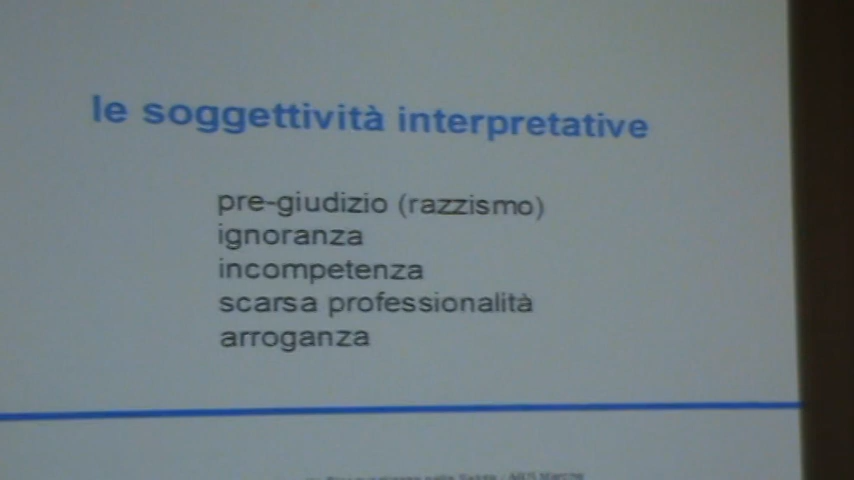 le soggettività interpretative
pre-giudizio (razzismo)
ignoranza
incompetenza
scarsa professionalità
arroganza